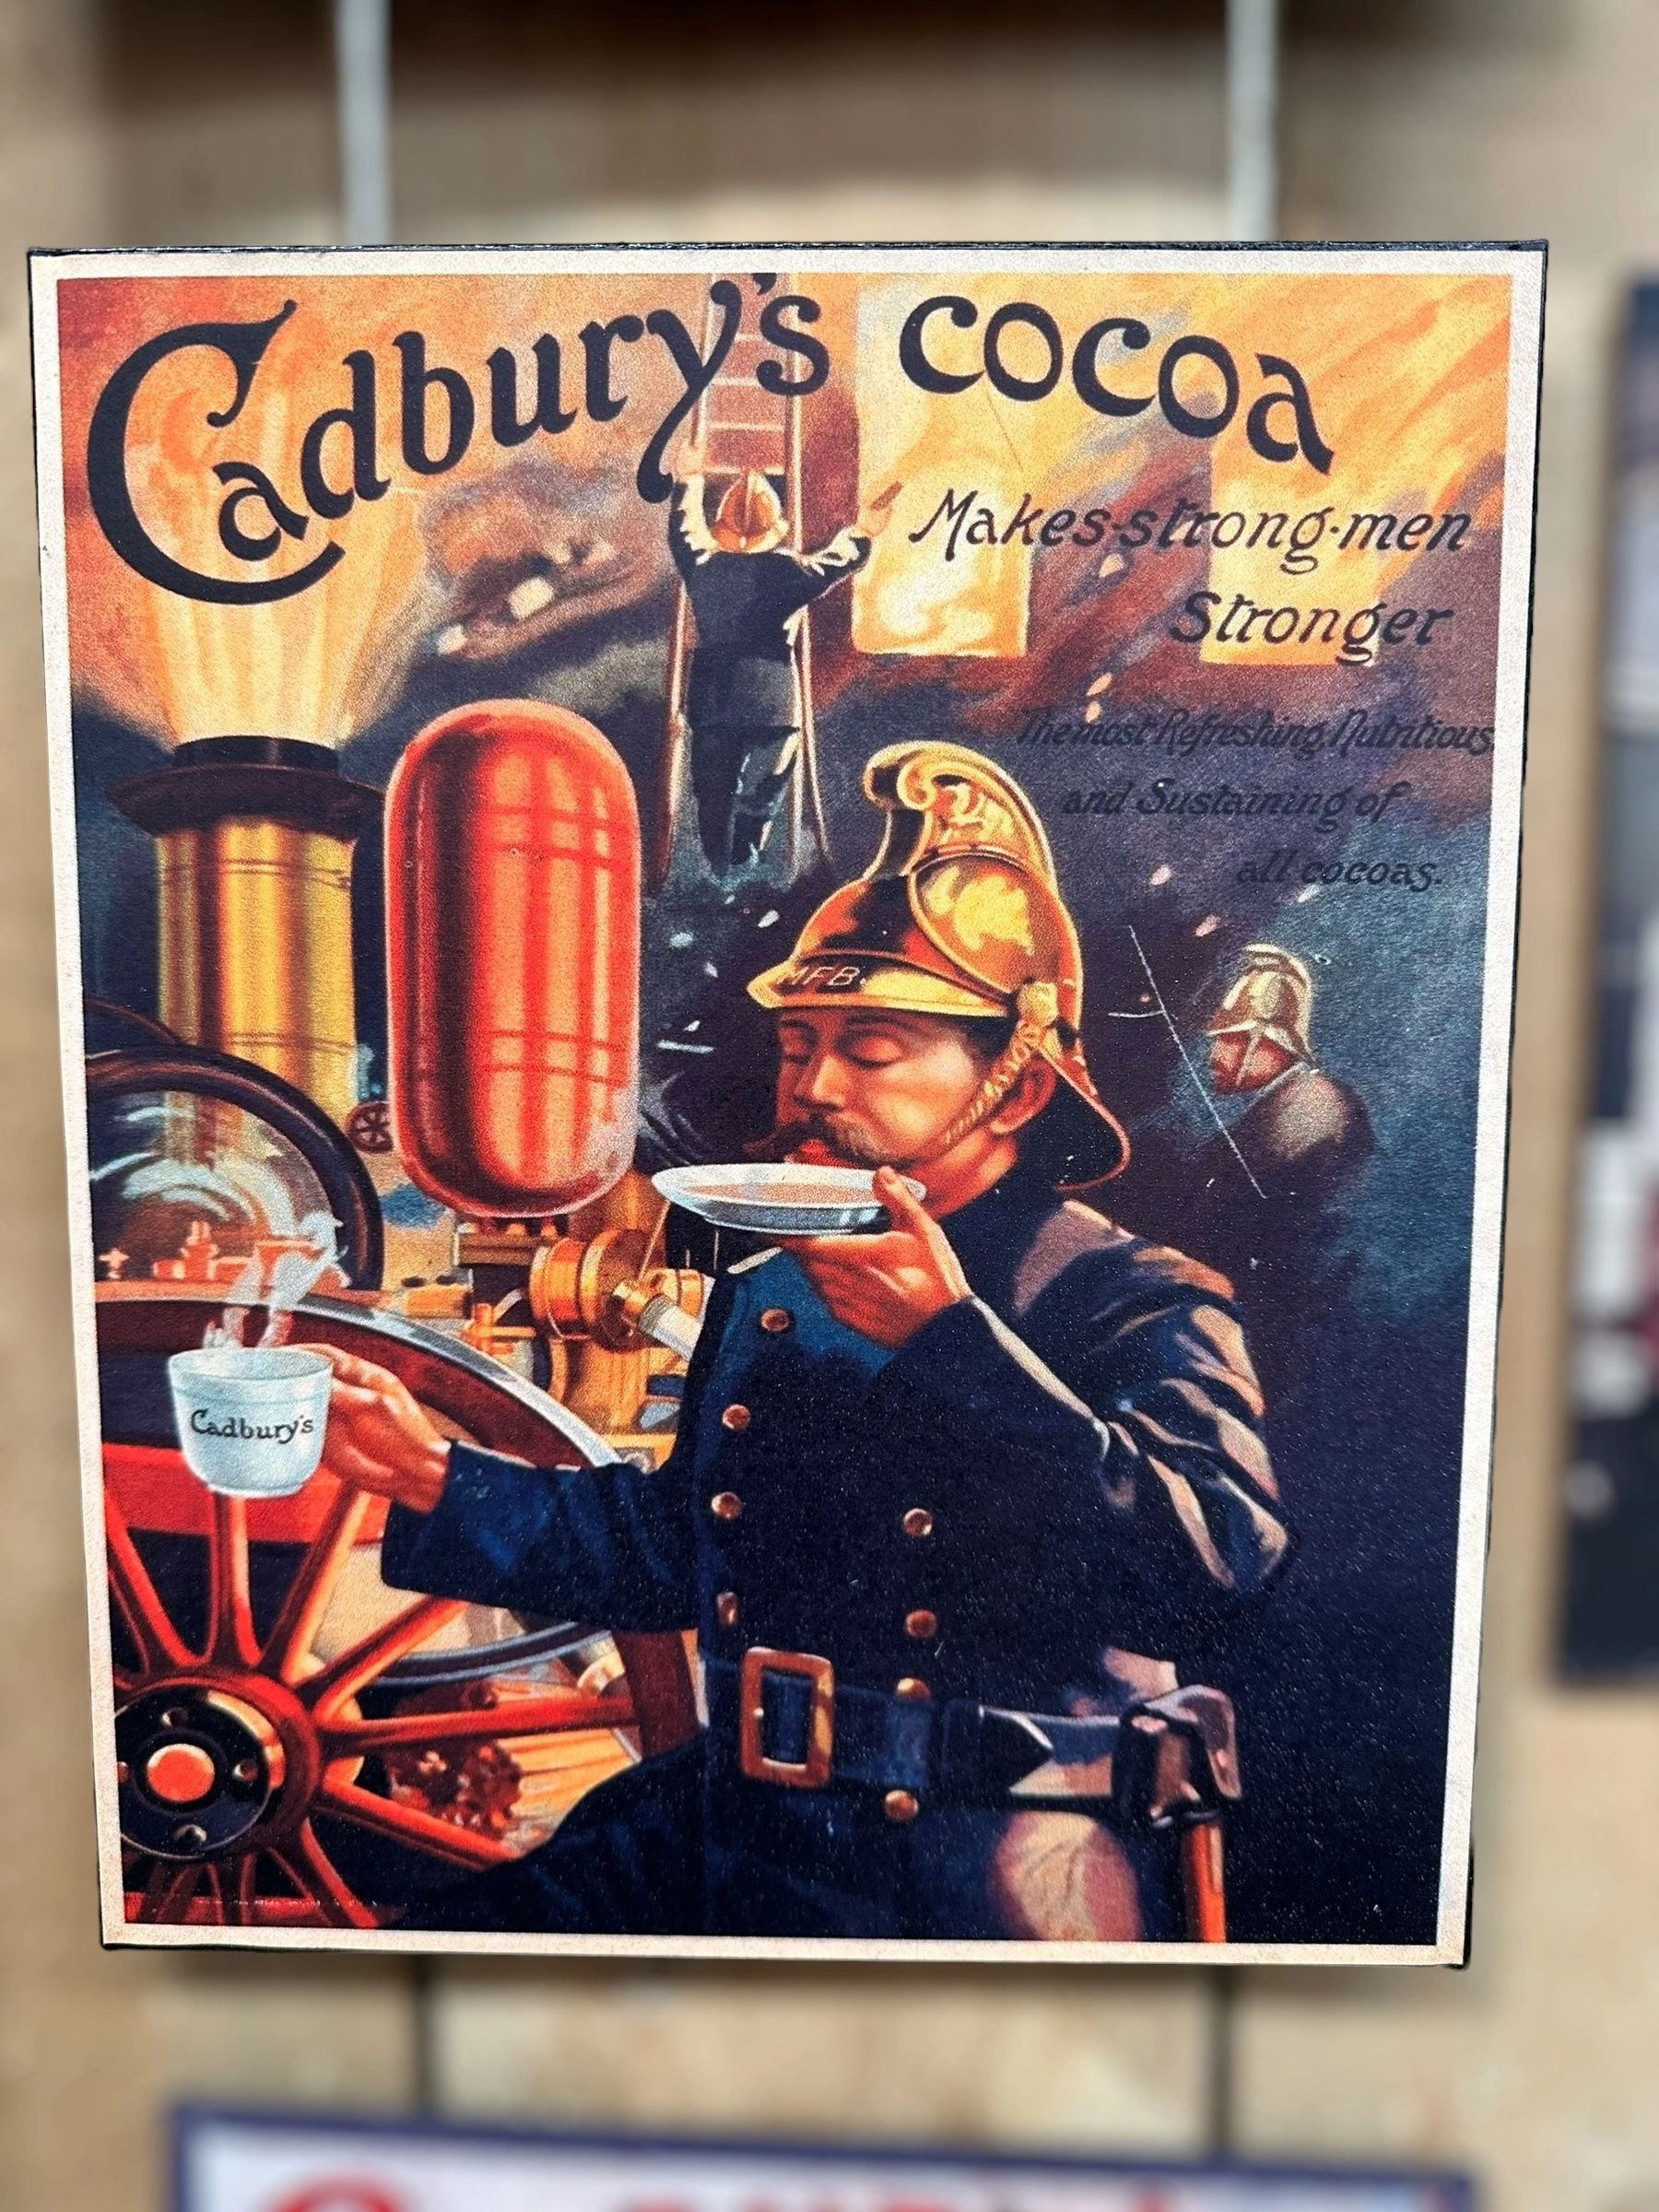 Cadbury's cocoa
Makes-strong-men
Stronger
The most Refreshing, Nutritious
and Sustaining of
all cocoas.
MFB
Cadbury's